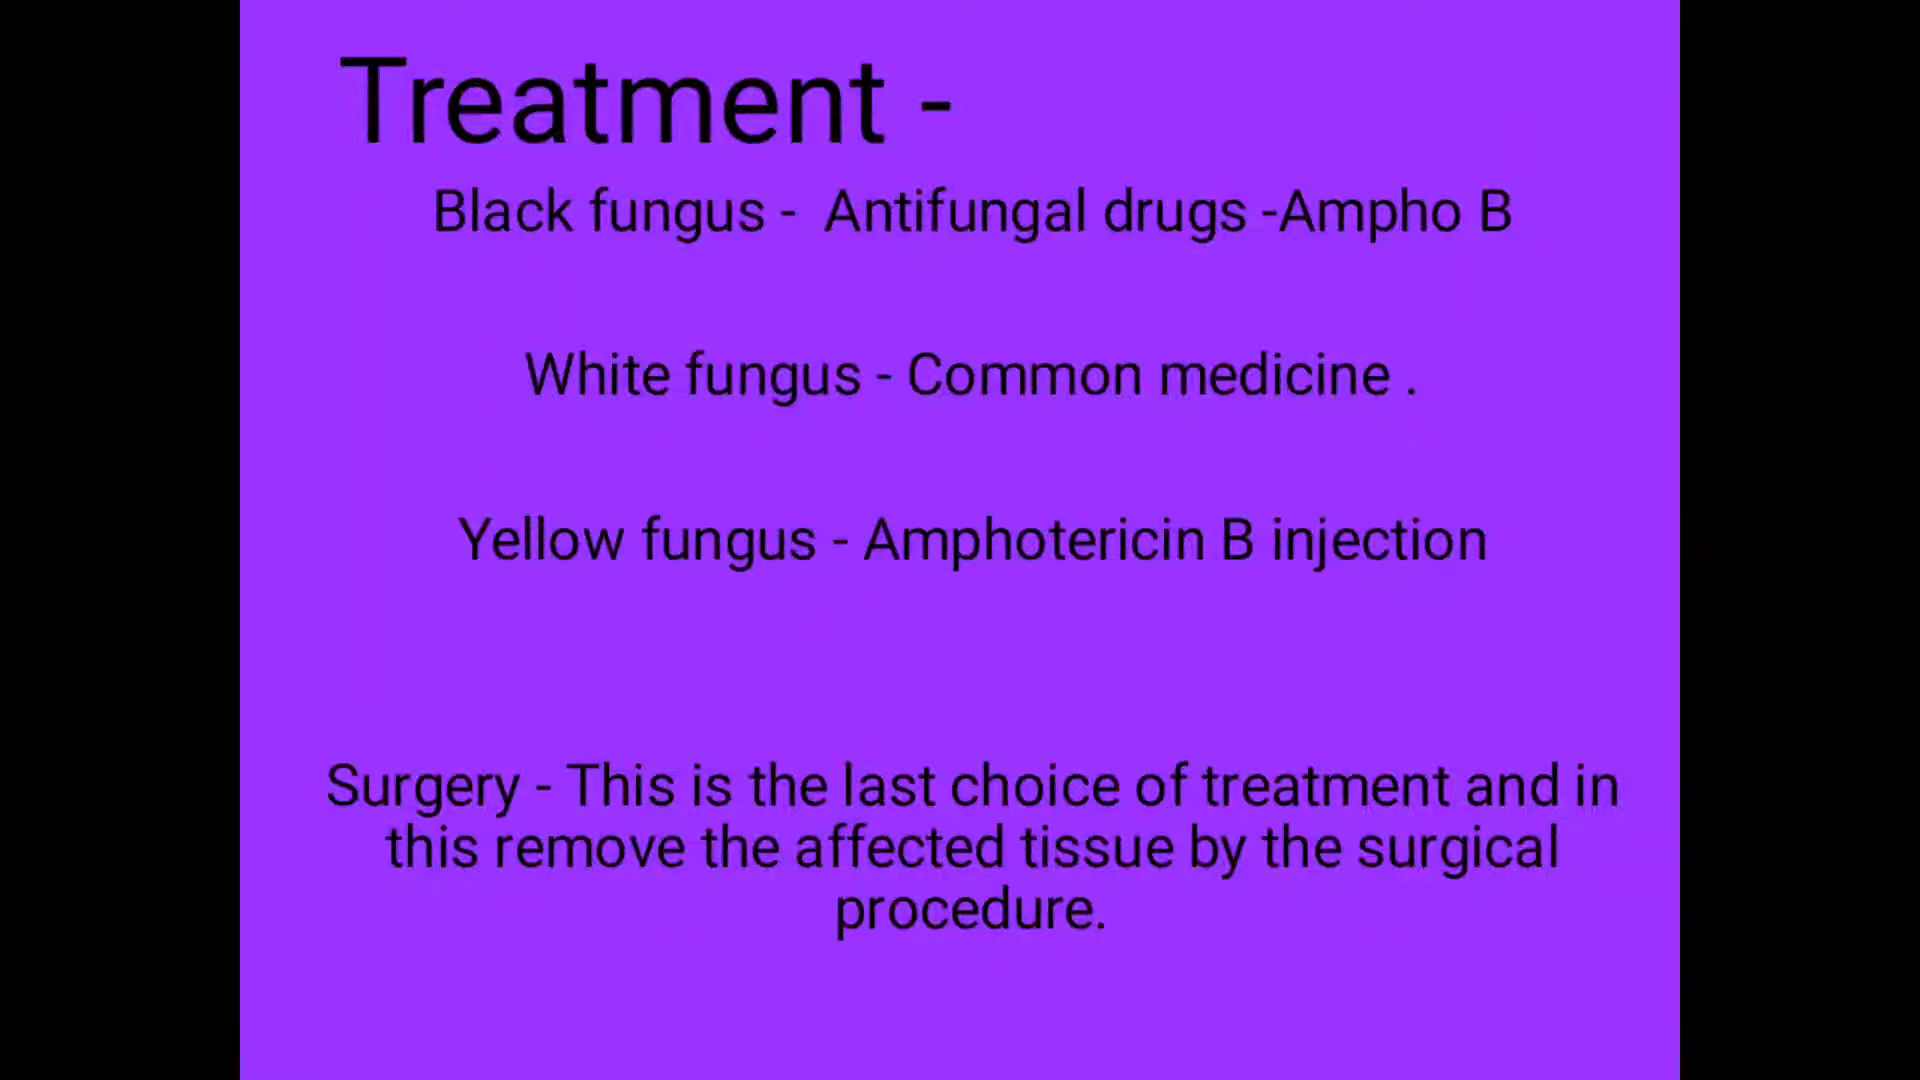 Treatment -
Black fungus -  Antifungal drugs -Ampho B
White fungus - Common medicine .
Yellow fungus - Amphotericin B injection
Surgery - This is the last choice of treatment and in
this remove the affected tissue by the surgical
procedure.